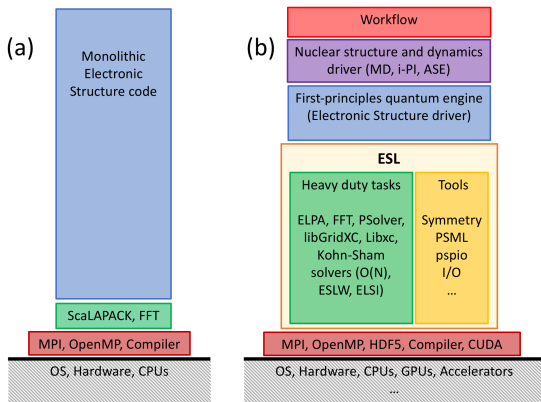 (a)
Monolithic
Electronic
Structure code
ScaLAPACK, FFT
MPI, OpenMP, Compiler
OS, Hardware, CPUs
(b)
Workflow
Nuclear structure and dynamics
driver (MD, i-PI, ASE)
First-principles quantum engine
(Electronic Structure driver)
ESL
Heavy duty tasks
ELPA, FFT, PSolver,
libGridXC, Libxc,
Kohn-Sham
solvers (O(N),
ESLW, ELSI)
Tools
Symmetry
PSML
pspio
I/O
...
MPI, OpenMP, HDF5, Compiler, CUDA
OS, Hardware, CPUs, GPUs, Accelerators
...